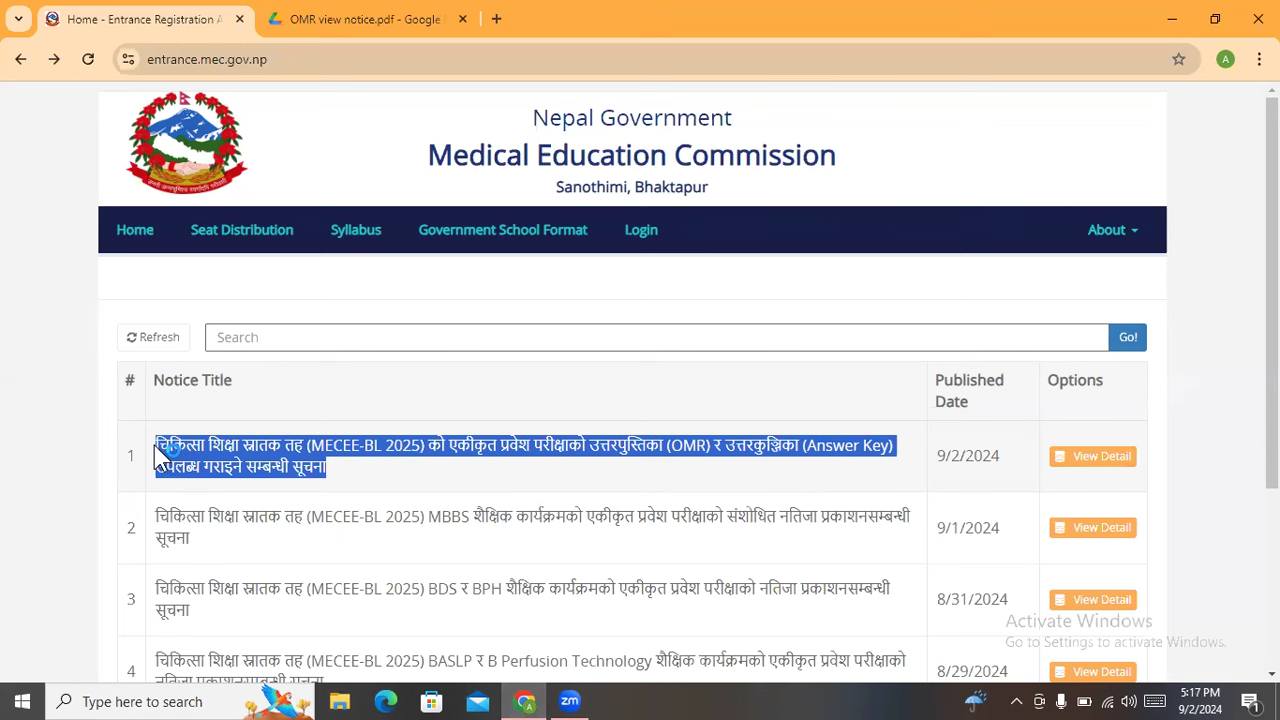 Home - Entrance Registration A
OMR view notice.pdf - Google
entrance.mec.gov.np
A
Nepal Government
Medical Education Commission
Sanothimi, Bhaktapur
Home Seat Distribution Syllabus Government School Format Login About
Refresh Search Go!
# Notice Title Published Date Options
1 चिकित्सा शिक्षा स्नातक तह (MECEE-BL 2025) को एकीकृत प्रवेश परीक्षाको उत्तरपुस्तिका (OMR) र उत्तरकुञ्जिका (Answer Key)
उपलब्ध गराइने सम्बन्धी सूचना
9/2/2024 View Detail
2 चिकित्सा शिक्षा स्नातक तह (MECEE-BL 2025) MBBS शैक्षिक कार्यक्रमको एकीकृत प्रवेश परीक्षाको संशोधित नतिजा प्रकाशनसम्बन्धी
सूचना
9/1/2024 View Detail
3 चिकित्सा शिक्षा स्नातक तह (MECEE-BL 2025) BDS र BPH शैक्षिक कार्यक्रमको एकीकृत प्रवेश परीक्षाको नतिजा प्रकाशनसम्बन्धी
सूचना
8/31/2024 View Detail
4 चिकित्सा शिक्षा स्नातक तह (MECEE-BL 2025) BASLP र B Perfusion Technology शैक्षिक कार्यक्रमको एकीकृत प्रवेश परीक्षाको
नतिजा प्रकाशनसम्बन्धी सूचना
8/29/2024 View Detail
Activate Windows
Go to Settings to activate Windows.
Type here to search
zm
5:17 PM
9/2/2024
1